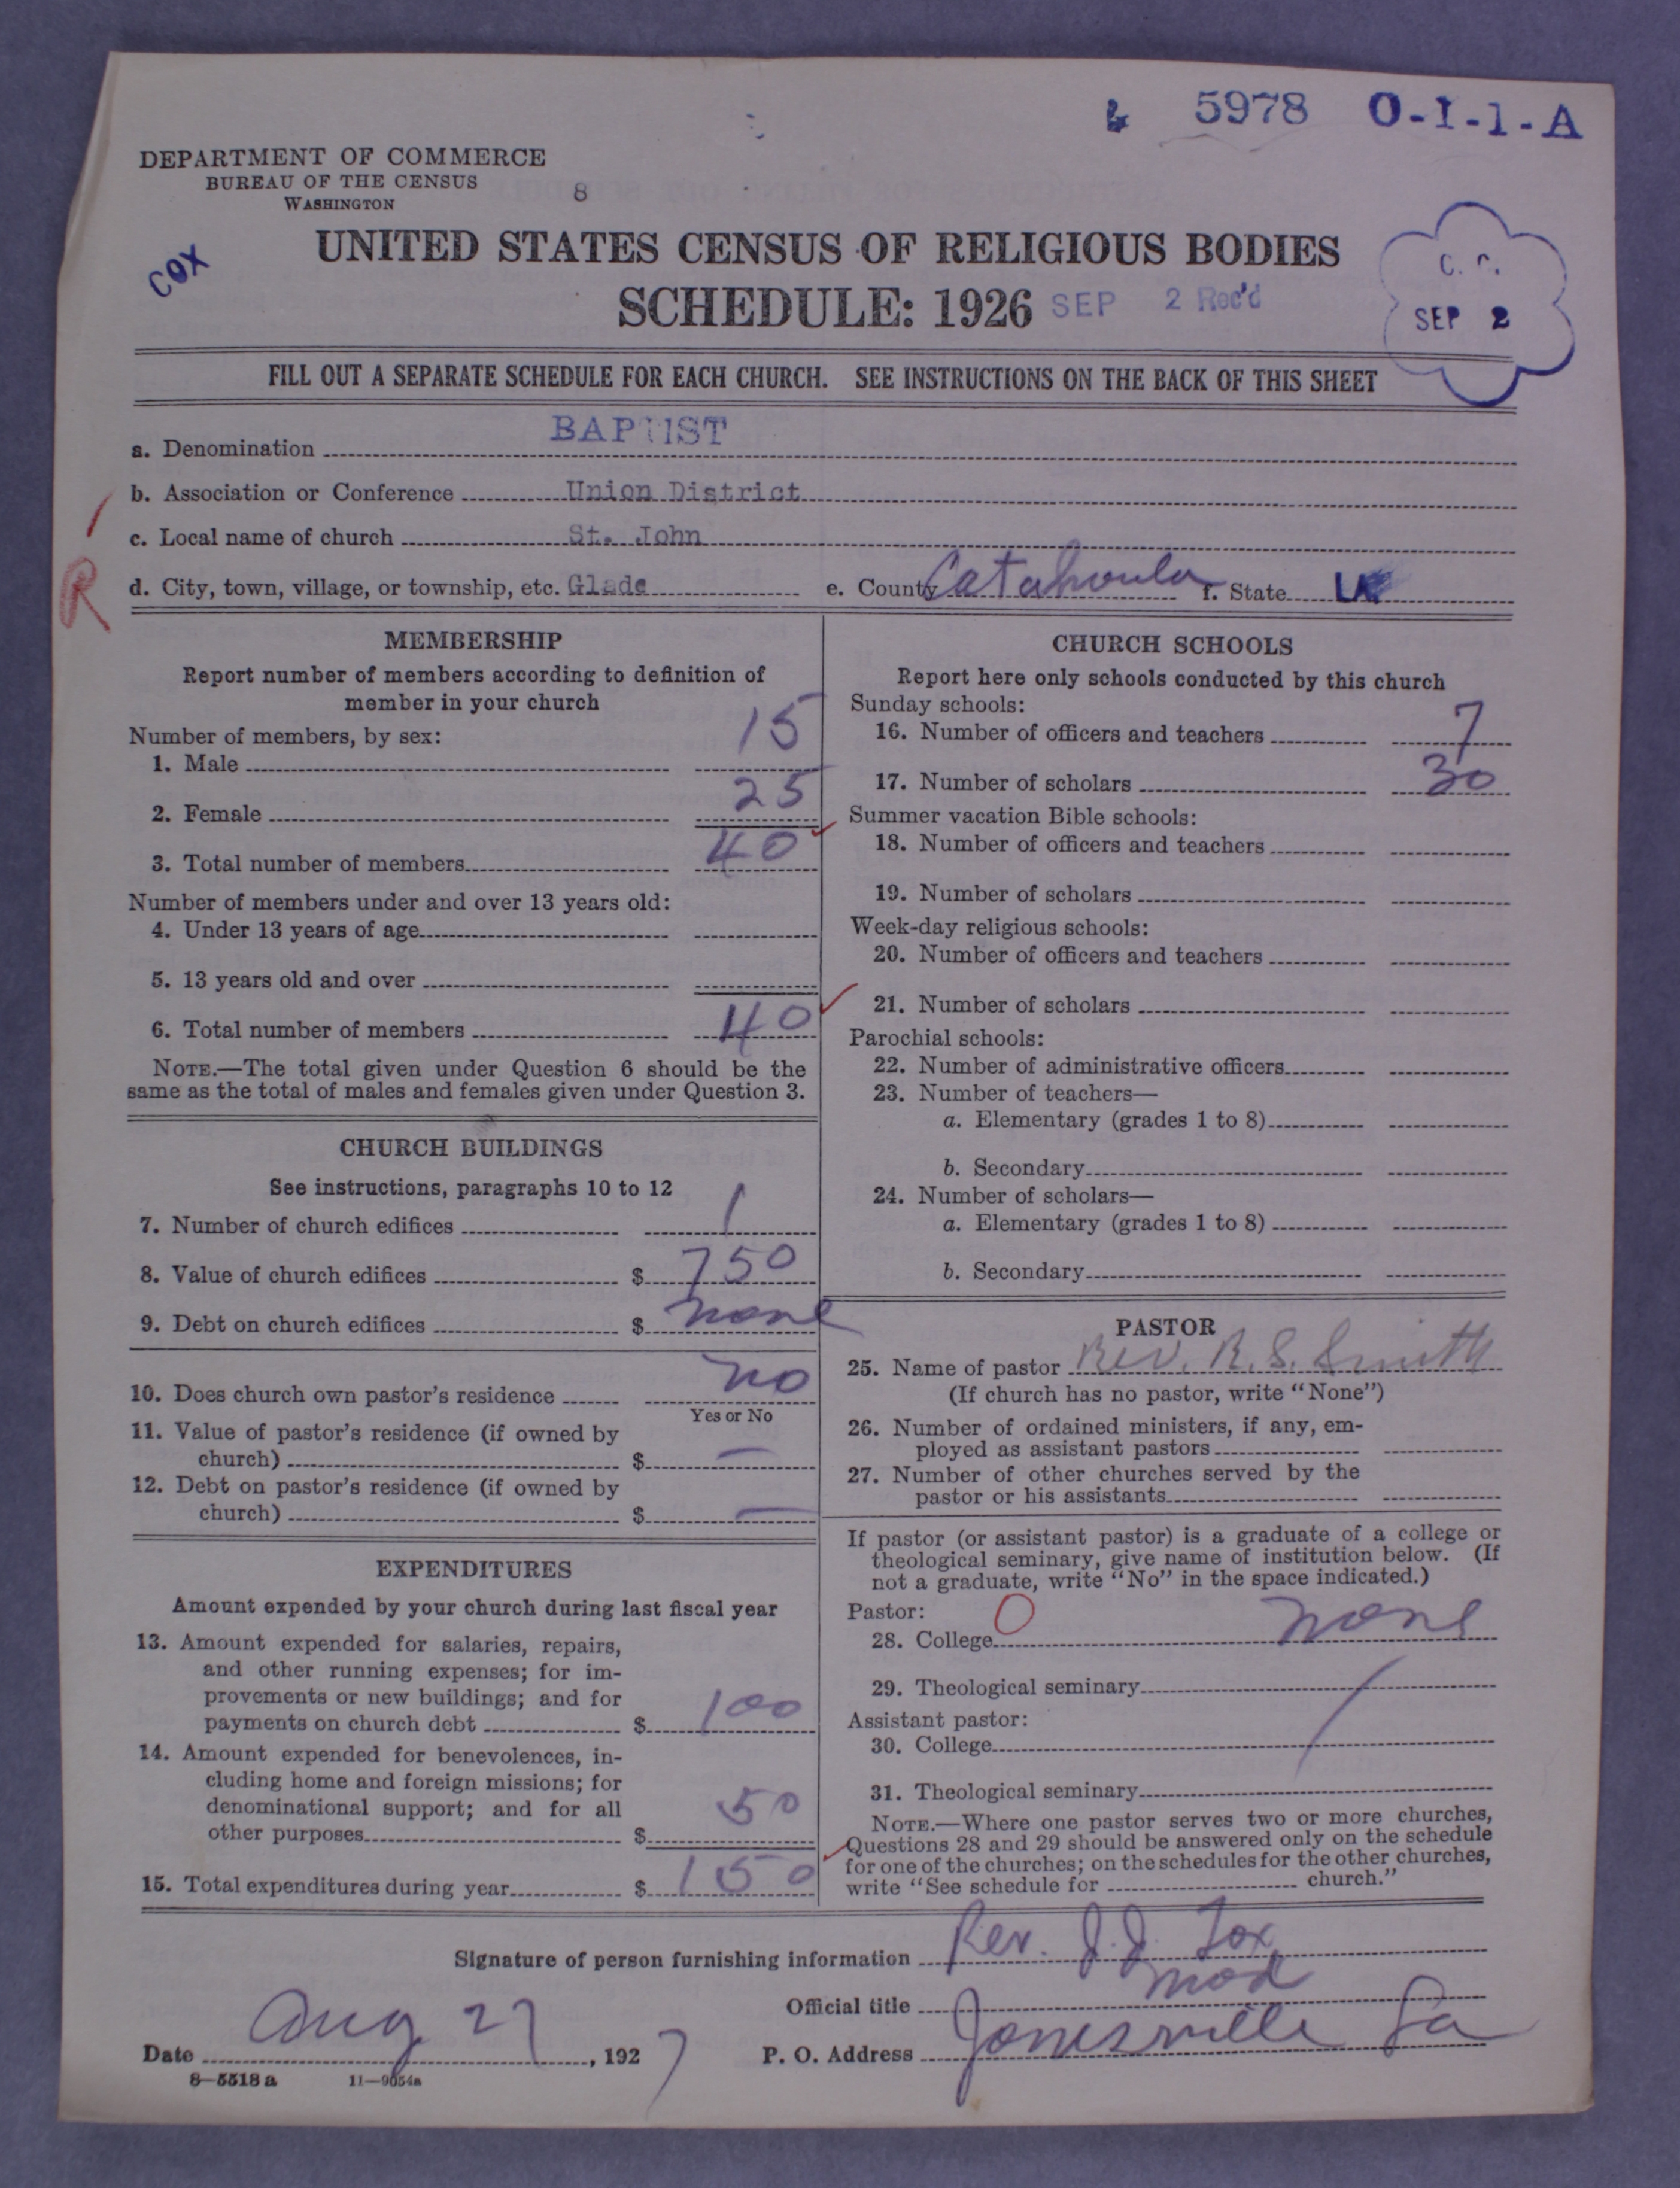 5978 O-I-1-A
DEPARTMENT OF COMMERCE
BUREAU OF THE CENSUS
WASHINGTON
8
COX
UNITED STATES CENSUS OF RELIGIOUS BODIES
SCHEDULE: 1926
SEP 2 Rec'd
SEP 2
FILL OUT A SEPARATE SCHEDULE FOR EACH CHURCH. SEE INSTRUCTIONS ON THE BACK OF THIS SHEET
a. Denomination BAPTIST
b. Association or Conference Union District
c. Local name of church St. John
R
d. City, town, village, or township, etc. Glade e. County Catahoula f. State La
MEMBERSHIP
Report number of members according to definition of
member in your church
Number of members, by sex:
1. Male 15
2. Female 25
3. Total number of members 40
Number of members under and over 13 years old:
4. Under 13 years of age
5. 13 years old and over
6. Total number of members 40
NOTE.—The total given under Question 6 should be the
same as the total of males and females given under Question 3.
CHURCH BUILDINGS
See instructions, paragraphs 10 to 12
7. Number of church edifices 1
8. Value of church edifices $ 750
9. Debt on church edifices $ none
10. Does church own pastor's residence no
Yes or No
11. Value of pastor's residence (if owned by
church) $ —
12. Debt on pastor's residence (if owned by
church) $ —
EXPENDITURES
Amount expended by your church during last fiscal year
13. Amount expended for salaries, repairs,
and other running expenses; for im-
provements or new buildings; and for
payments on church debt $ 100
14. Amount expended for benevolences, in-
cluding home and foreign missions; for
denominational support; and for all
other purposes $ 50
15. Total expenditures during year $ 150
CHURCH SCHOOLS
Report here only schools conducted by this church
Sunday schools:
16. Number of officers and teachers 7
17. Number of scholars 30
Summer vacation Bible schools:
18. Number of officers and teachers
19. Number of scholars
Week-day religious schools:
20. Number of officers and teachers
21. Number of scholars
Parochial schools:
22. Number of administrative officers
23. Number of teachers—
a. Elementary (grades 1 to 8)
b. Secondary
24. Number of scholars—
a. Elementary (grades 1 to 8)
b. Secondary
PASTOR
25. Name of pastor Rev. R. S. Smith
(If church has no pastor, write "None")
26. Number of ordained ministers, if any, em-
ployed as assistant pastors
27. Number of other churches served by the
pastor or his assistants
If pastor (or assistant pastor) is a graduate of a college or
theological seminary, give name of institution below. (If
not a graduate, write "No" in the space indicated.)
Pastor: O
28. College none
29. Theological seminary
Assistant pastor:
30. College
31. Theological seminary
NOTE.—Where one pastor serves two or more churches,
Questions 28 and 29 should be answered only on the schedule
for one of the churches; on the schedules for the other churches,
write "See schedule for church."
Signature of person furnishing information Rev. J. J. Fox
Official title Mod
Date Aug 27, 1927 P. O. Address Jonesville La
8—5518 a 11—9054a